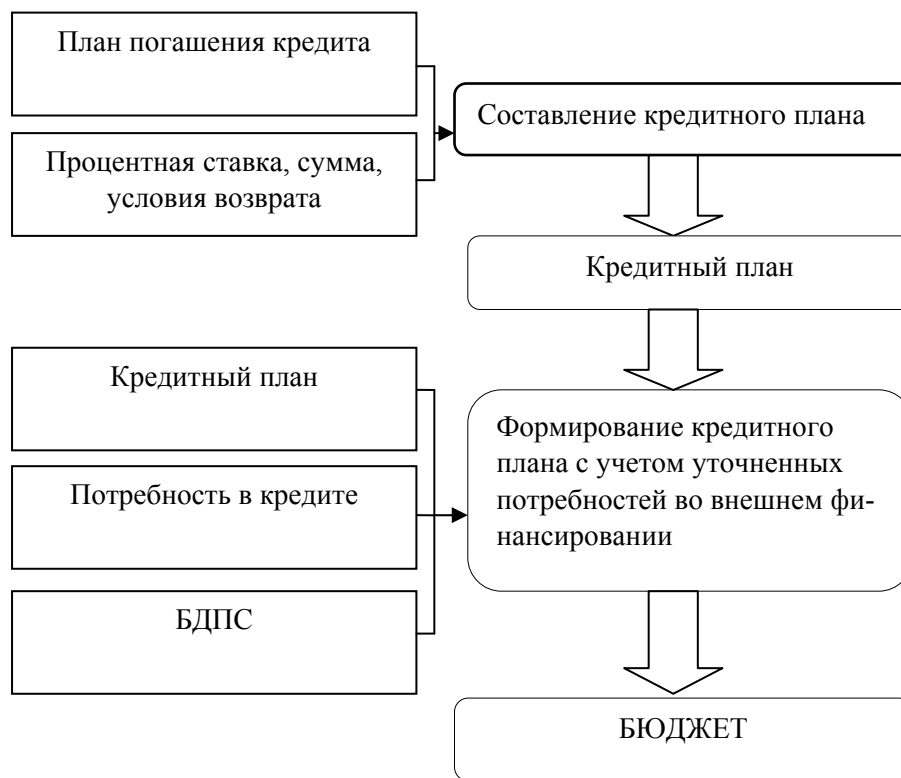 План погашения кредита
Процентная ставка, сумма,
условия возврата
Составление кредитного плана
Кредитный план
Кредитный план
Потребность в кредите
БДПС
Формирование кредитного
плана с учетом уточненных
потребностей во внешнем фи-
нансировании
БЮДЖЕТ